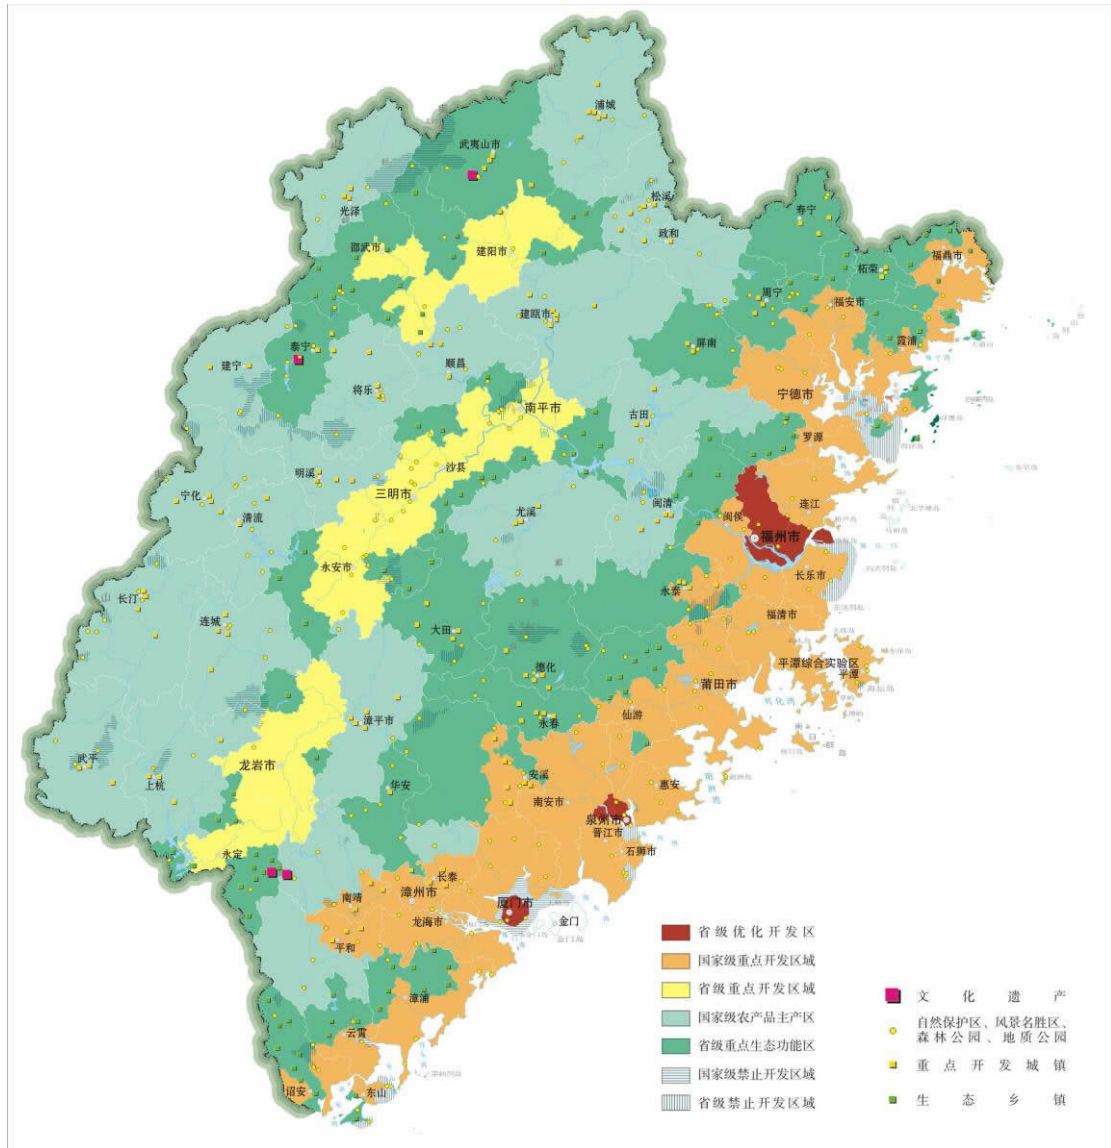 浦城
武夷山市
松溪
光泽
寿宁
政和
邵武市
建阳市
福鼎市
柘荣
周宁
福安市
建瓯市
霞浦
屏南
泰宁
建宁
顺昌
将乐
宁德市
南平市
古田
罗源
沙县
明溪
三明市
宁化
闽清
连江
尤溪
清流
闽侯
福州市
永安市
长乐市
永泰
长汀
福清市
连城
大田
平潭综合实验区
德化
平潭
莆田市
海坛岛
兴化湾
仙游
漳平市
永春
龙岩市
武平
安溪
上杭
华安
惠安
南安市
泉州市
晋江市
石狮市
永定
长泰
漳州市
南靖
厦门市
龙海市
金门
金门岛
平和
漳浦
云霄
诏安
东山
省级优化开发区
国家级重点开发区域
省级重点开发区域
国家级农产品主产区
省级重点生态功能区
国家级禁止开发区域
省级禁止开发区域
文化遗产
自然保护区、风景名胜区、
森林公园、地质公园
重点开发城镇
生态乡镇